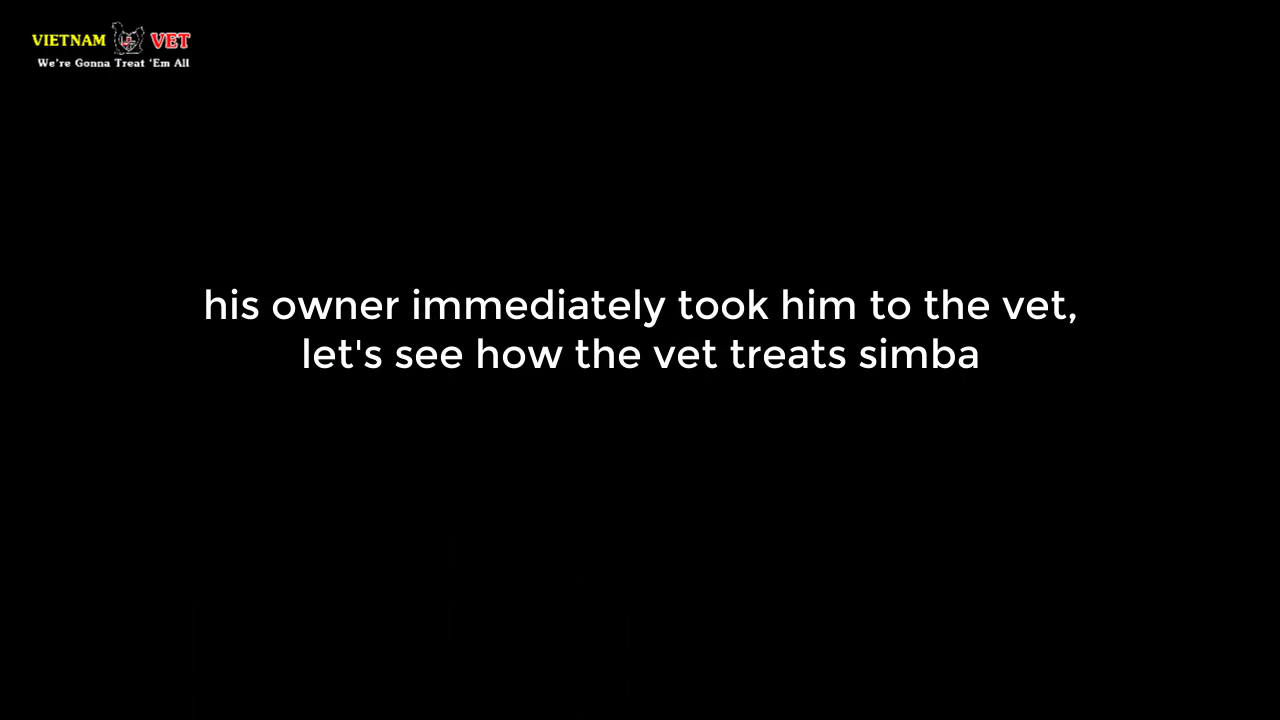 VIETNAM VET
We're Gonna Treat 'Em All
his owner immediately took him to the vet,
let's see how the vet treats simba